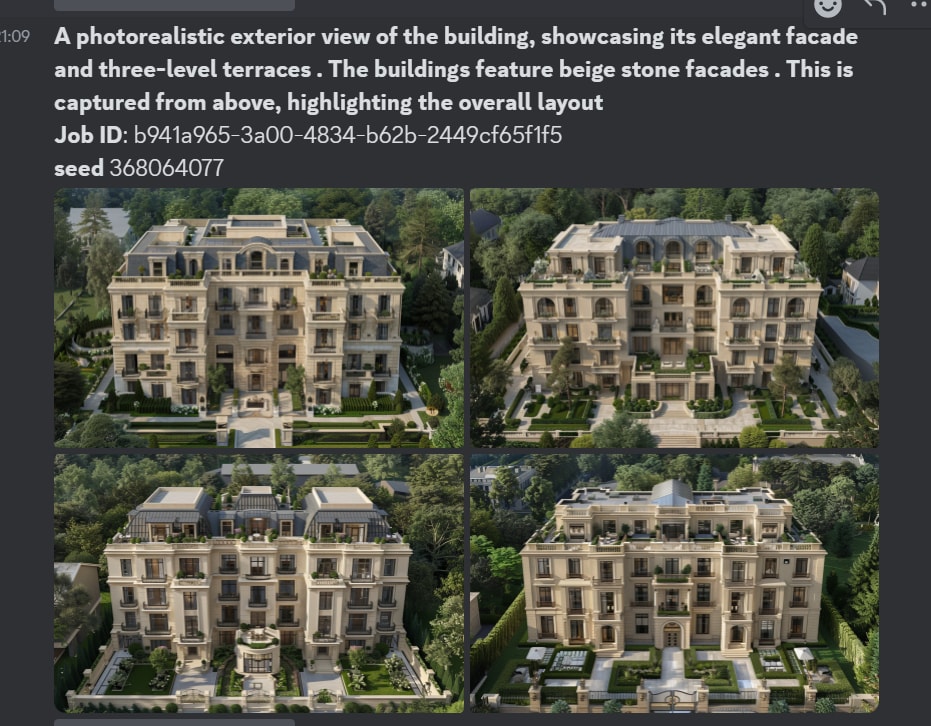 1:09
A photorealistic exterior view of the building, showcasing its elegant facade
and three-level terraces . The buildings feature beige stone facades . This is
captured from above, highlighting the overall layout
Job ID: b941a965-3a00-4834-b62b-2449cf65f1f5
seed 368064077